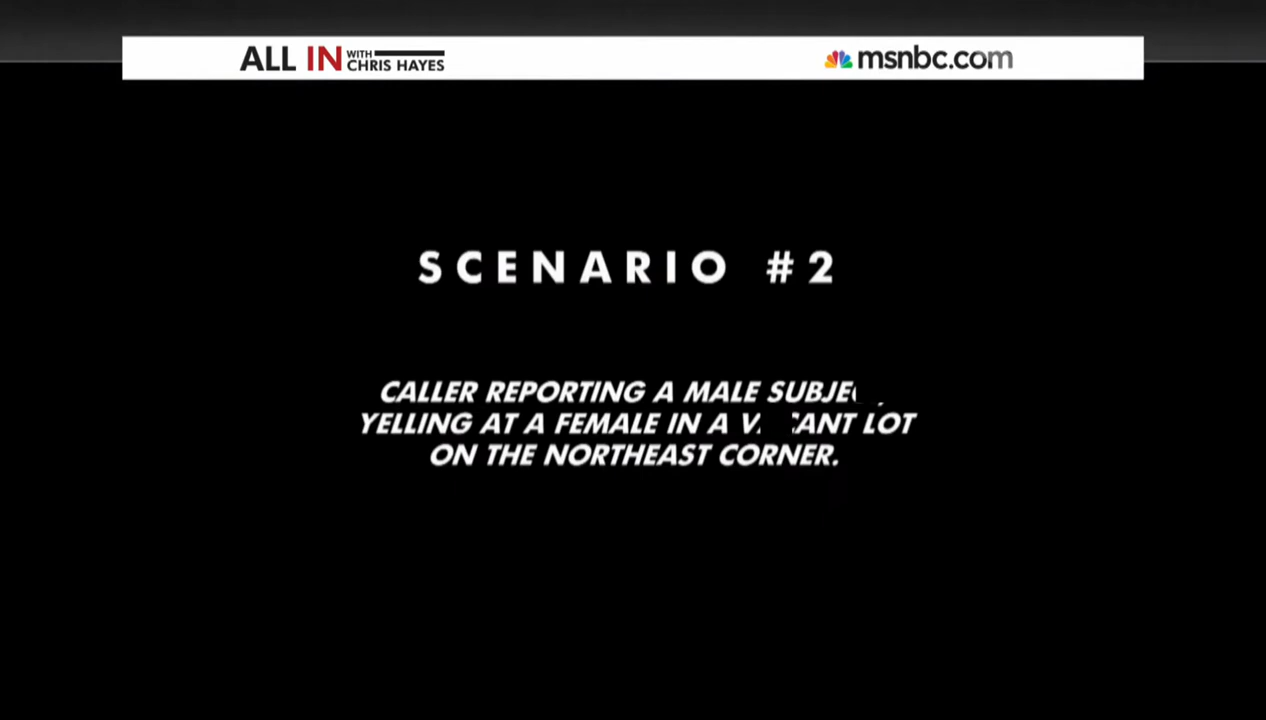 ALL IN WITH CHRIS HAYES
msnbc.com
SCENARIO #2
CALLER REPORTING A MALE
YELLING AT A FEMALE IN A LOT
ON THE NORTHEAST CORNER.